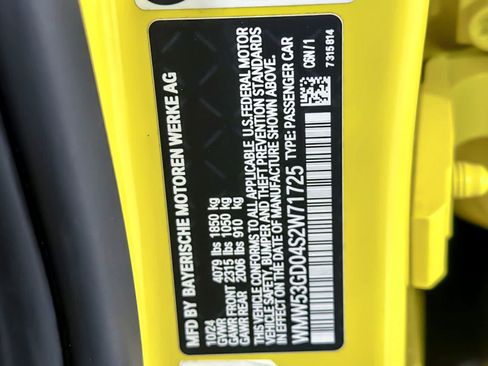 MFD BY BAYERISCHE MOTOREN WERKE AG
10/24
GVWR 4079 lbs 1850 kg
GAWR FRONT 2315 lbs 1050 kg
GAWR REAR 2006 lbs 910 kg
THIS VEHICLE CONFORMS TO ALL APPLICABLE U.S.FEDERAL MOTOR
VEHICLE SAFETY, BUMPER AND THEFT PREVENTION STANDARDS
IN EFFECT ON THE DATE OF MANUFACTURE SHOWN ABOVE.
WMW53GD04S2W71725 TYPE: PASSENGER CAR
C6N/1
7315814